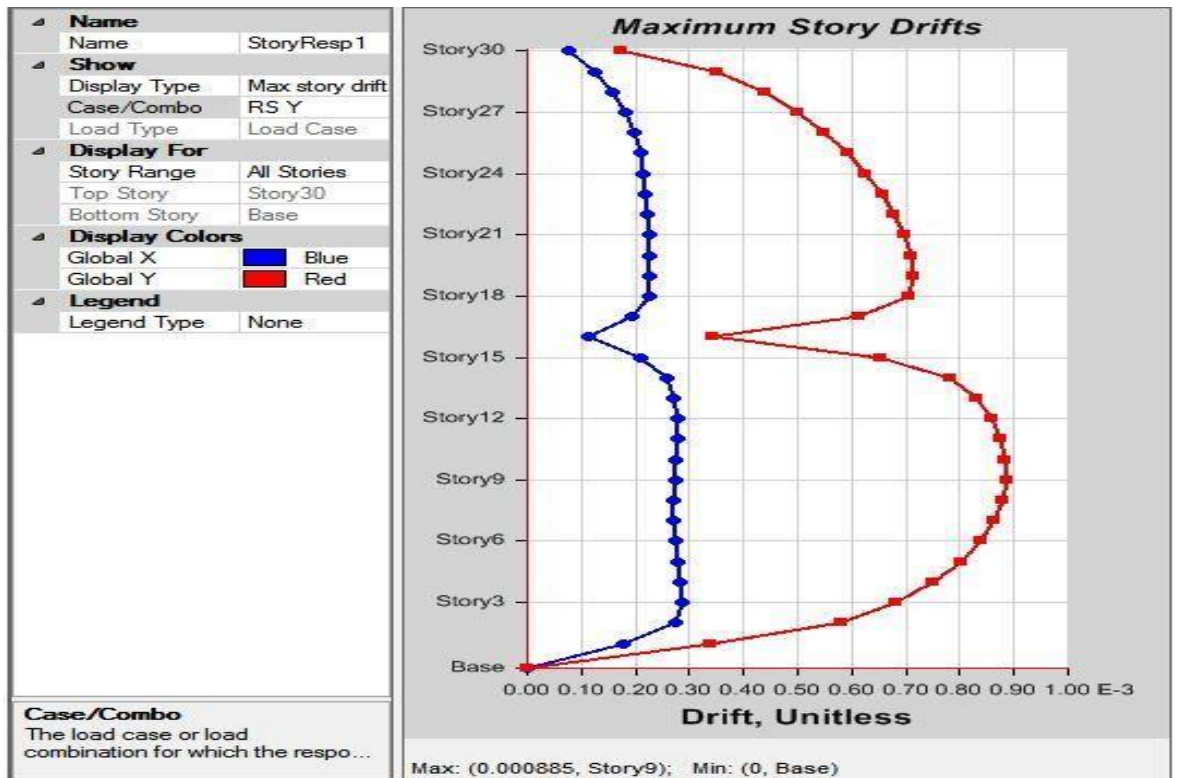 Name
Name StoryResp1
Show
Display Type Max story drift
Case/Combo RS Y
Load Type Load Case
Display For
Story Range All Stories
Top Story Story30
Bottom Story Base
Display Colors
Global X Blue
Global Y Red
Legend
Legend Type None
Case/Combo
The load case or load
combination for which the respo...
Maximum Story Drifts
Story30
Story27
Story24
Story21
Story18
Story15
Story12
Story9
Story6
Story3
Base
0.00 0.10 0.20 0.30 0.40 0.50 0.60 0.70 0.80 0.90 1.00 E-3
Drift, Unitless
Max: (0.000885, Story9); Min: (0, Base)